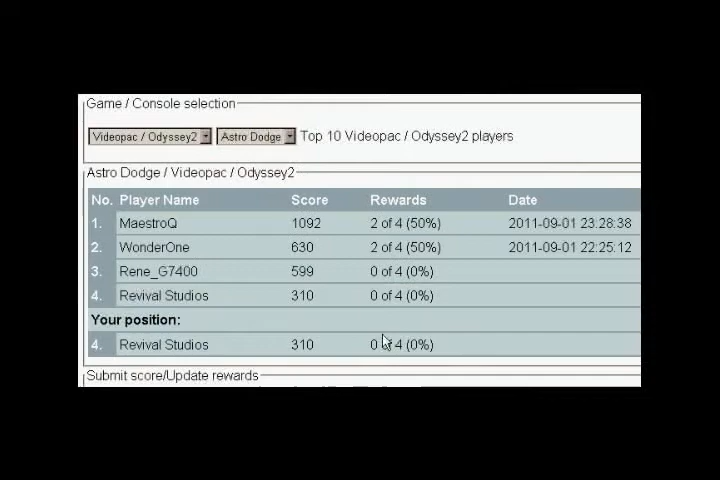 Game / Console selection
Videopac / Odyssey2 Astro Dodge Top 10 Videopac / Odyssey2 players
Astro Dodge / Videopac / Odyssey2
No. Player Name Score Rewards Date
1. MaestroQ 1092 2 of 4 (50%) 2011-09-01 23:28:38
2. WonderOne 630 2 of 4 (50%) 2011-09-01 22:25:12
3. Rene_G7400 599 0 of 4 (0%)
4. Revival Studios 310 0 of 4 (0%)
Your position:
4. Revival Studios 310 0 of 4 (0%)
Submit score/Update rewards